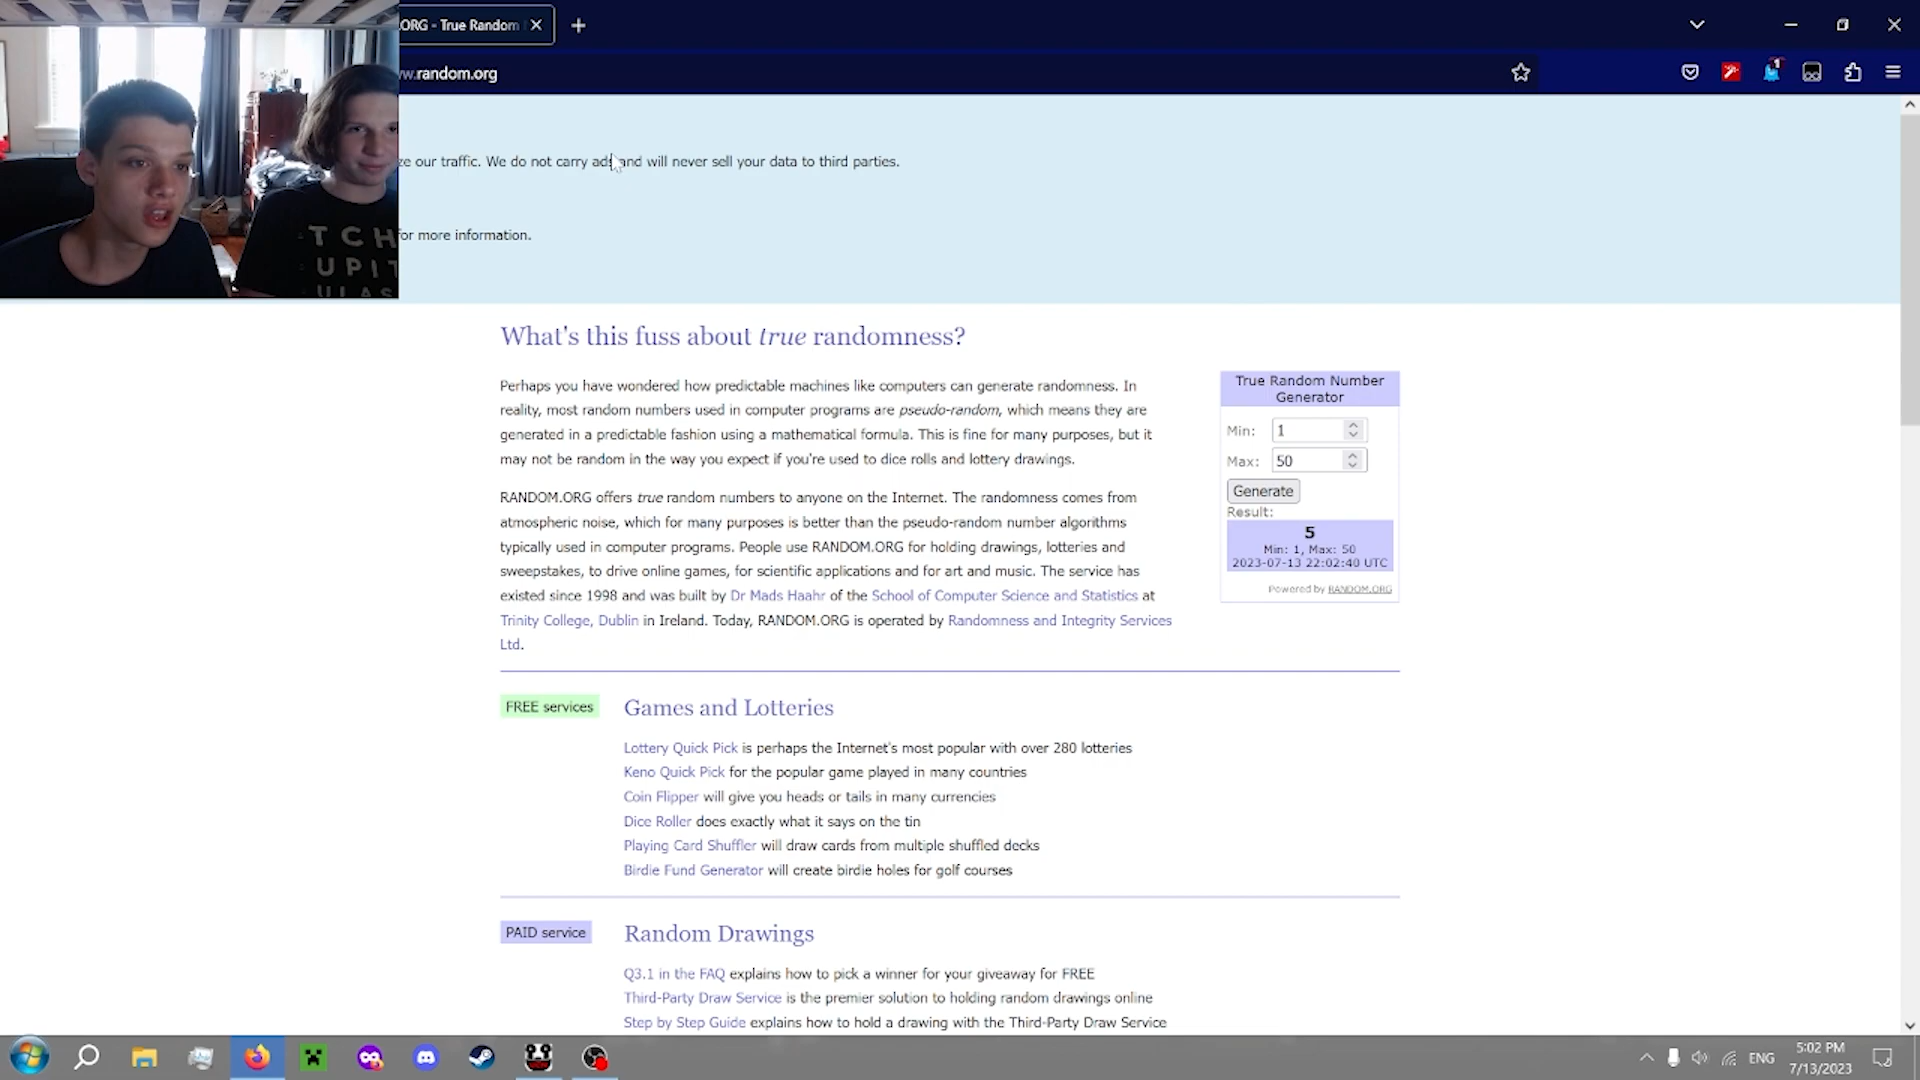 .ORG - True Random
w.random.org
1
ze our traffic. We do not carry ads and will never sell your data to third parties.
for more information.
TCH
UPIT
ULAS
What's this fuss about true randomness?
Perhaps you have wondered how predictable machines like computers can generate randomness. In
reality, most random numbers used in computer programs are pseudo-random, which means they are
generated in a predictable fashion using a mathematical formula. This is fine for many purposes, but it
may not be random in the way you expect if you're used to dice rolls and lottery drawings.
RANDOM.ORG offers true random numbers to anyone on the Internet. The randomness comes from
atmospheric noise, which for many purposes is better than the pseudo-random number algorithms
typically used in computer programs. People use RANDOM.ORG for holding drawings, lotteries and
sweepstakes, to drive online games, for scientific applications and for art and music. The service has
existed since 1998 and was built by Dr Mads Haahr of the School of Computer Science and Statistics at
Trinity College, Dublin in Ireland. Today, RANDOM.ORG is operated by Randomness and Integrity Services
Ltd.
True Random Number
Generator
Min: 1
Max: 50
Generate
Result:
5
Min: 1, Max: 50
2023-07-13 22:02:40 UTC
Powered by RANDOM.ORG
FREE services
Games and Lotteries
Lottery Quick Pick is perhaps the Internet's most popular with over 280 lotteries
Keno Quick Pick for the popular game played in many countries
Coin Flipper will give you heads or tails in many currencies
Dice Roller does exactly what it says on the tin
Playing Card Shuffler will draw cards from multiple shuffled decks
Birdie Fund Generator will create birdie holes for golf courses
PAID service
Random Drawings
Q3.1 in the FAQ explains how to pick a winner for your giveaway for FREE
Third-Party Draw Service is the premier solution to holding random drawings online
Step by Step Guide explains how to hold a drawing with the Third-Party Draw Service
ENG
5:02 PM
7/13/2023